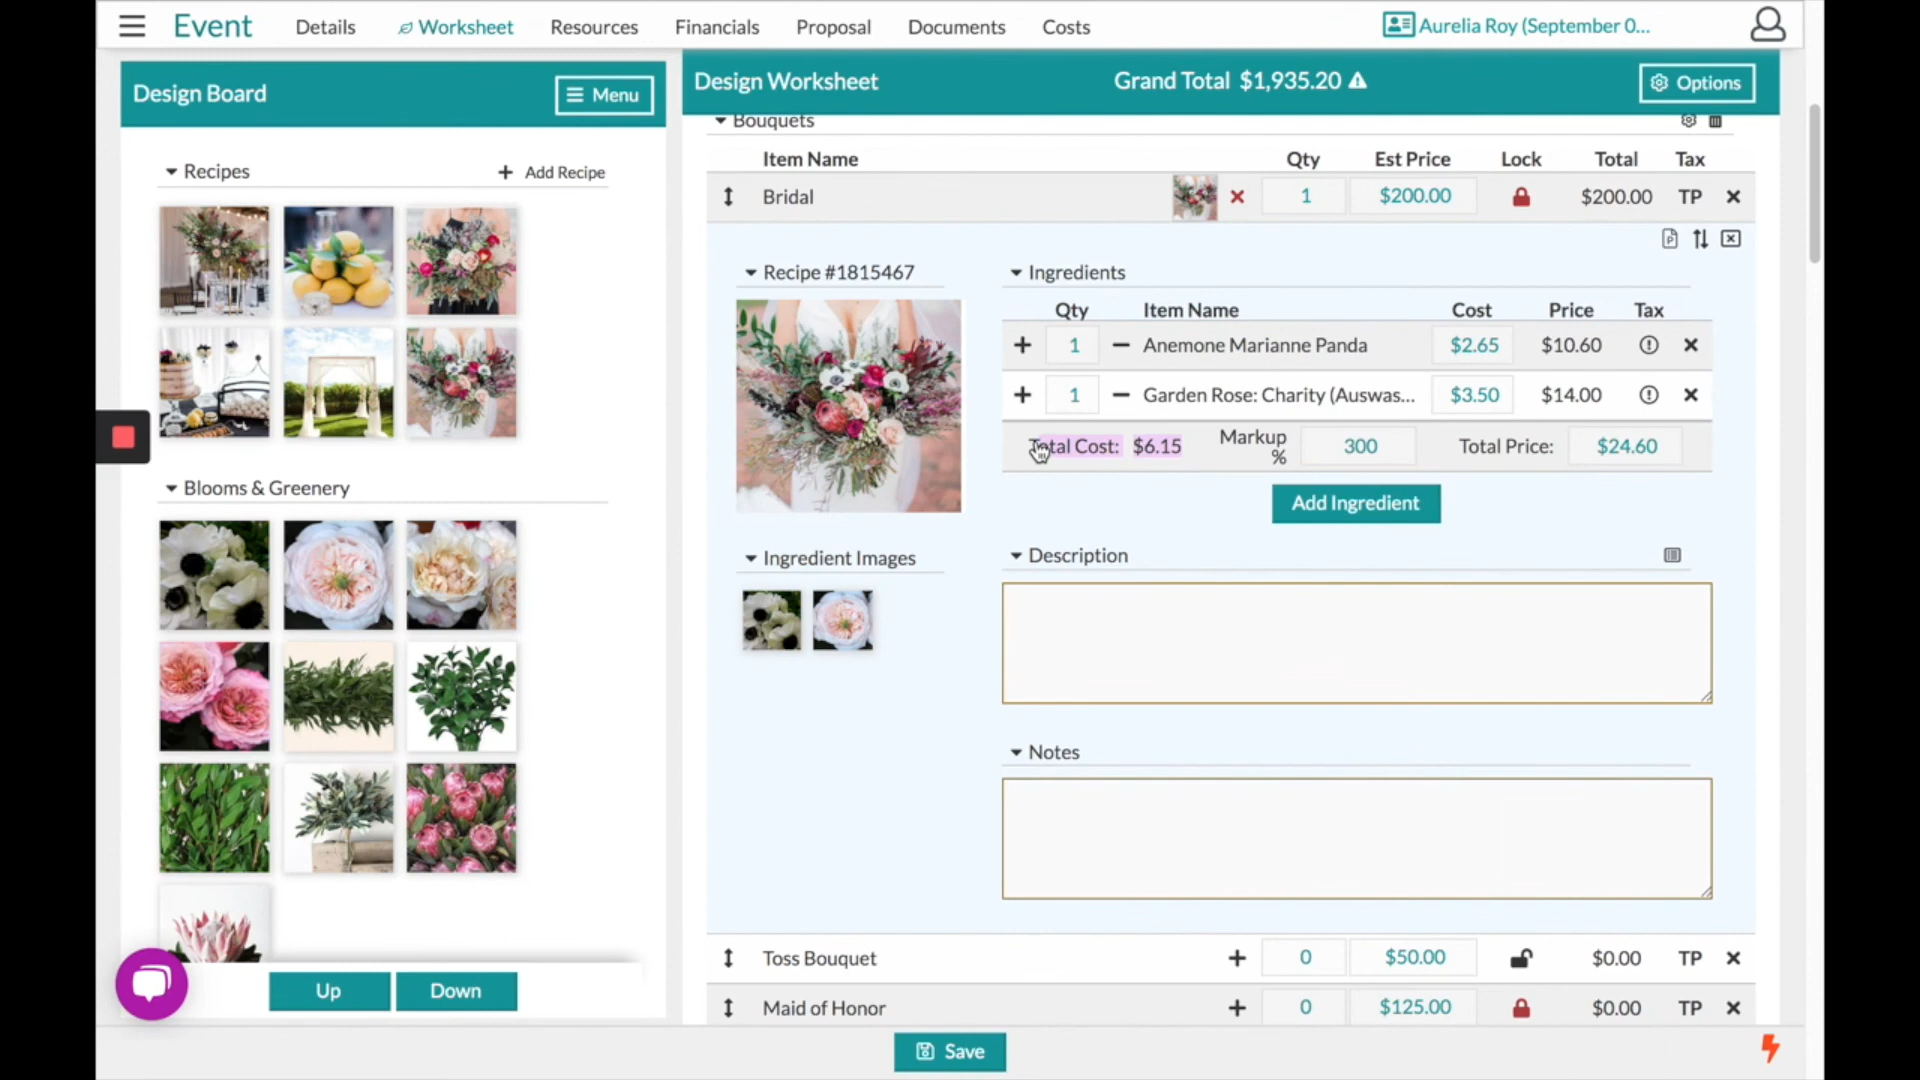 Event Details Worksheet Resources Financials Proposal Documents Costs Aurelia Roy (September 0...
Design Board Menu
Recipes + Add Recipe
Blooms & Greenery
Up Down
Design Worksheet Grand Total $1,935.20 Options
Bouquets
Item Name Qty Est Price Lock Total Tax
Bridal 1 $200.00 $200.00 TP
Recipe #1815467
Ingredients
Qty Item Name Cost Price Tax
1 Anemone Marianne Panda $2.65 $10.60
1 Garden Rose: Charity (Auswas... $3.50 $14.00
Total Cost: $6.15 Markup % 300 Total Price: $24.60
Add Ingredient
Ingredient Images
Description
Notes
Toss Bouquet 0 $50.00 $0.00 TP
Maid of Honor 0 $125.00 $0.00 TP
Save